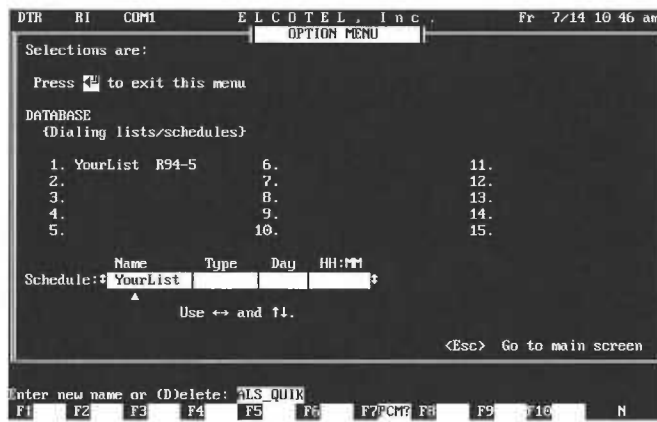 DTR RI COM1 E L C O T E L , I n c . Fr 7/14 10 46 am
OPTION MENU
Selections are:
Press ↵ to exit this menu
DATABASE
{Dialing lists/schedules}
1. YourList R94-5 6. 11.
2. 7. 12.
3. 8. 13.
4. 9. 14.
5. 10. 15.
Name Type Day HH:MM
Schedule:↕ YourList ↕
▲
Use ↔ and ↑↓.
<Esc> Go to main screen
Enter new name or (D)elete: ALS_QUIK
F1 F2 F3 F4 F5 F6 F7PCM? F8 F9 F10 N